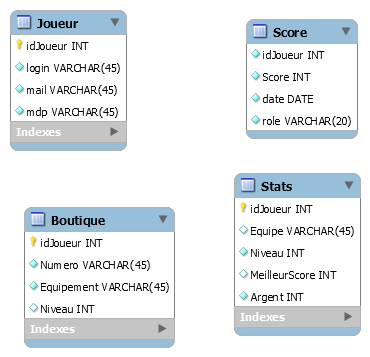 Joueur
idJoueur INT
login VARCHAR(45)
mail VARCHAR(45)
mdp VARCHAR(45)
Indexes
Score
idJoueur INT
Score INT
date DATE
role VARCHAR(20)
Boutique
idJoueur INT
Numero VARCHAR(45)
Equipement VARCHAR(45)
Niveau INT
Indexes
Stats
idJoueur INT
Equipe VARCHAR(45)
Niveau INT
MeilleurScore INT
Argent INT
Indexes